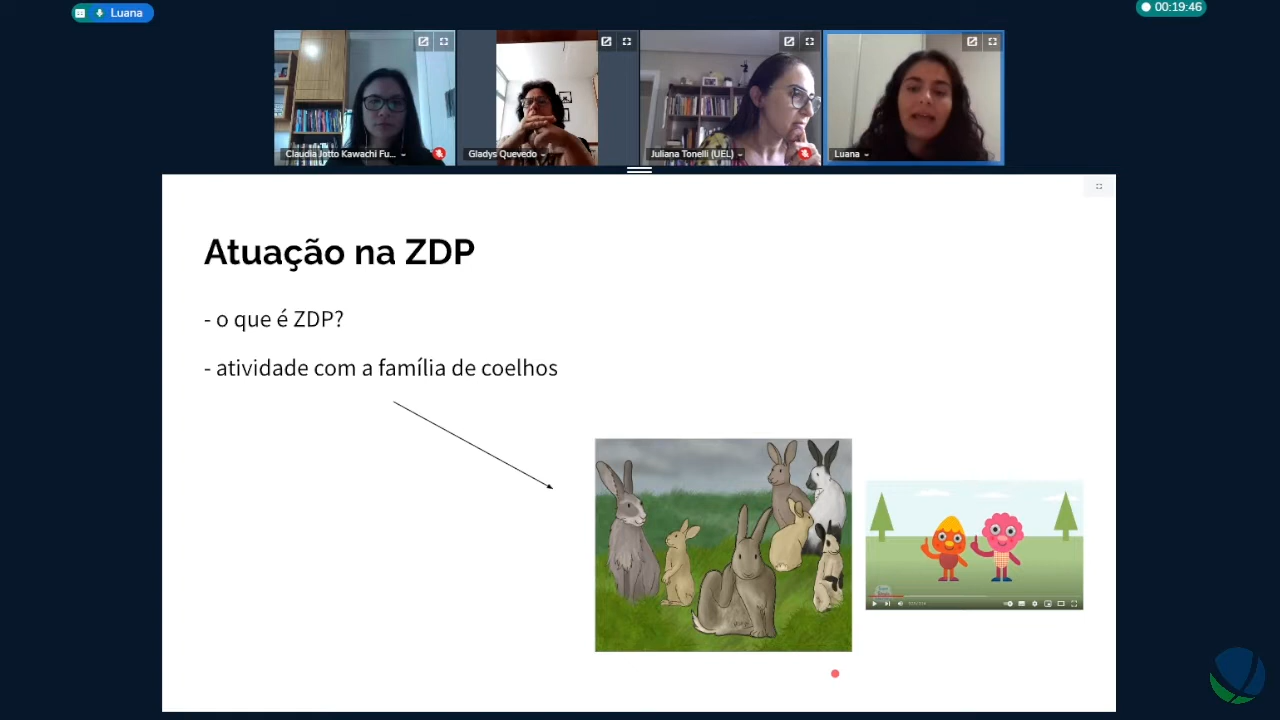 Luana
00:19:46
Claudia Jotto Kawachi Fu...
Gladys Quevedo
Juliana Tonelli (UEL)
Luana
Atuação na ZDP
- o que é ZDP?
- atividade com a família de coelhos